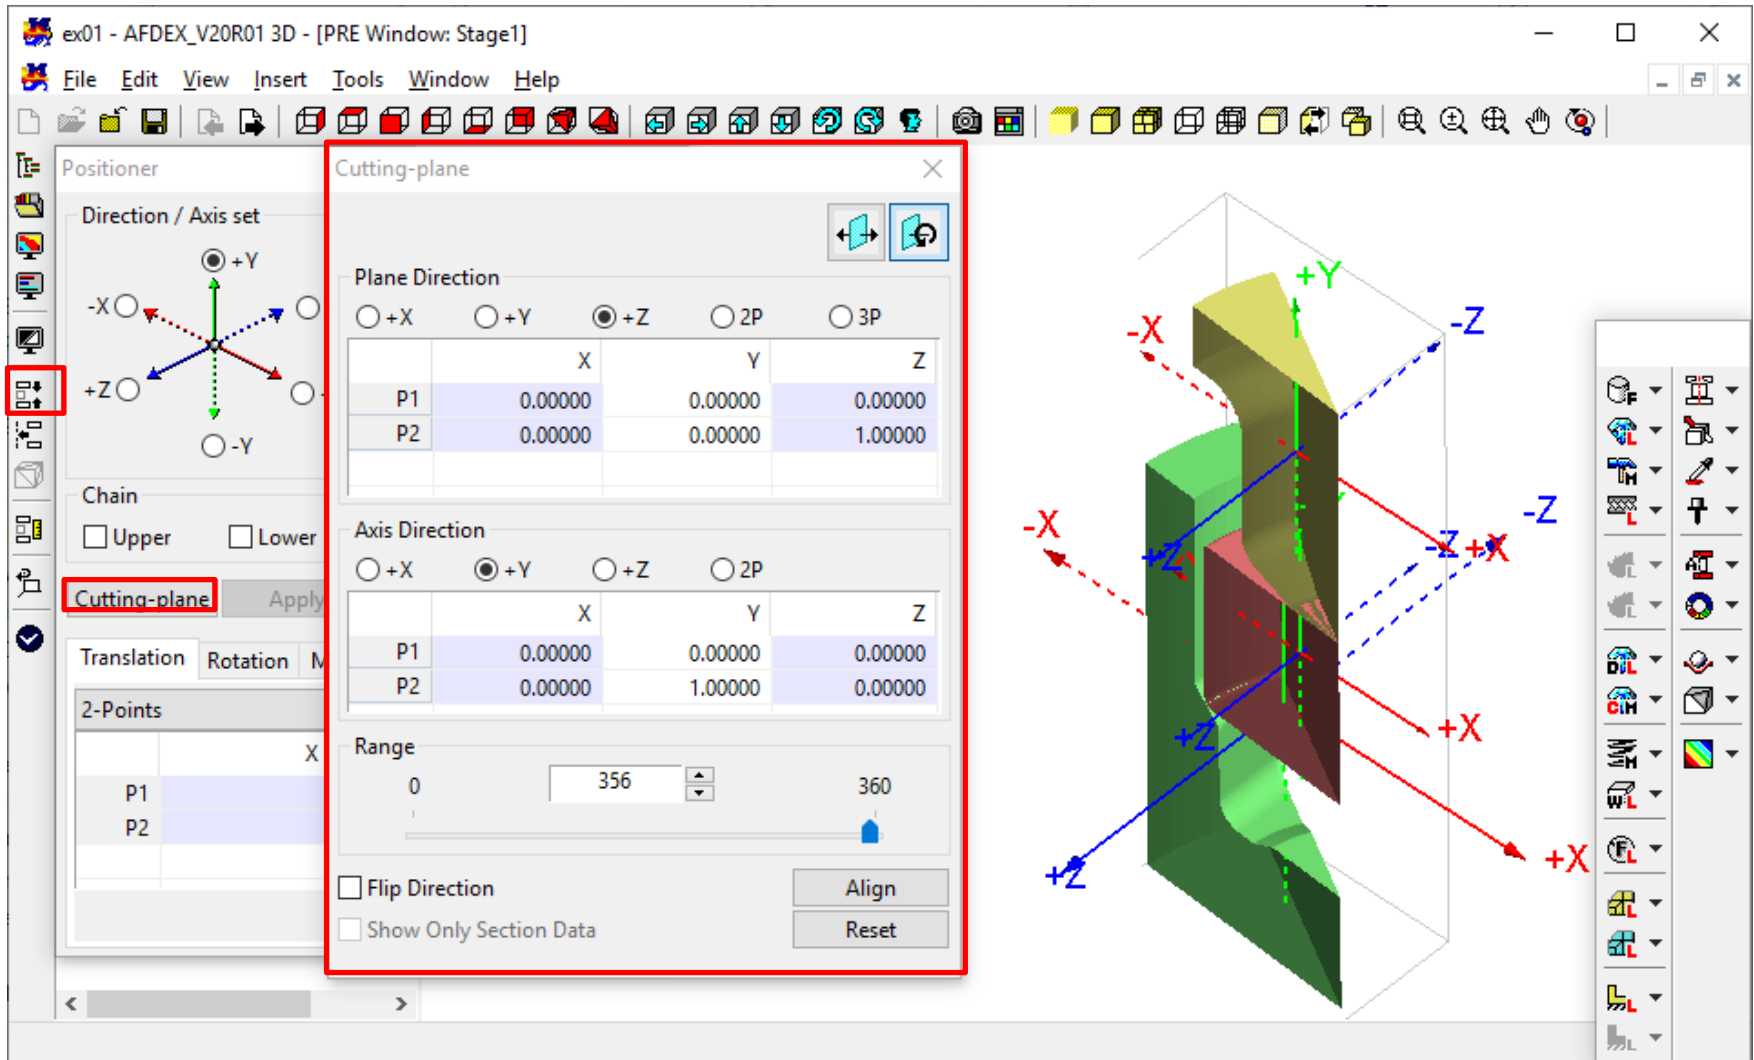 ex01 - AFDEX_V20R01 3D - [PRE Window: Stage1]
File Edit View Insert Tools Window Help
Positioner
Direction / Axis set
+Y
-X
+Z
-Y
Chain
Upper Lower
Cutting-plane Apply
Translation Rotation M
2-Points
X
P1
P2
Cutting-plane
Plane Direction
+X +Y +Z 2P 3P
X Y Z
P1 0.00000 0.00000 0.00000
P2 0.00000 0.00000 1.00000
Axis Direction
+X +Y +Z 2P
X Y Z
P1 0.00000 0.00000 0.00000
P2 0.00000 1.00000 0.00000
Range
0 356 360
Flip Direction Align
Show Only Section Data Reset
+Y
-X
-Z
-Z
-X
-Z +X
+Z
+X
+Z
+X
+Z
F
L
M
L
L
L
DiL
CiM
M
WL
FL
L
L
L
L